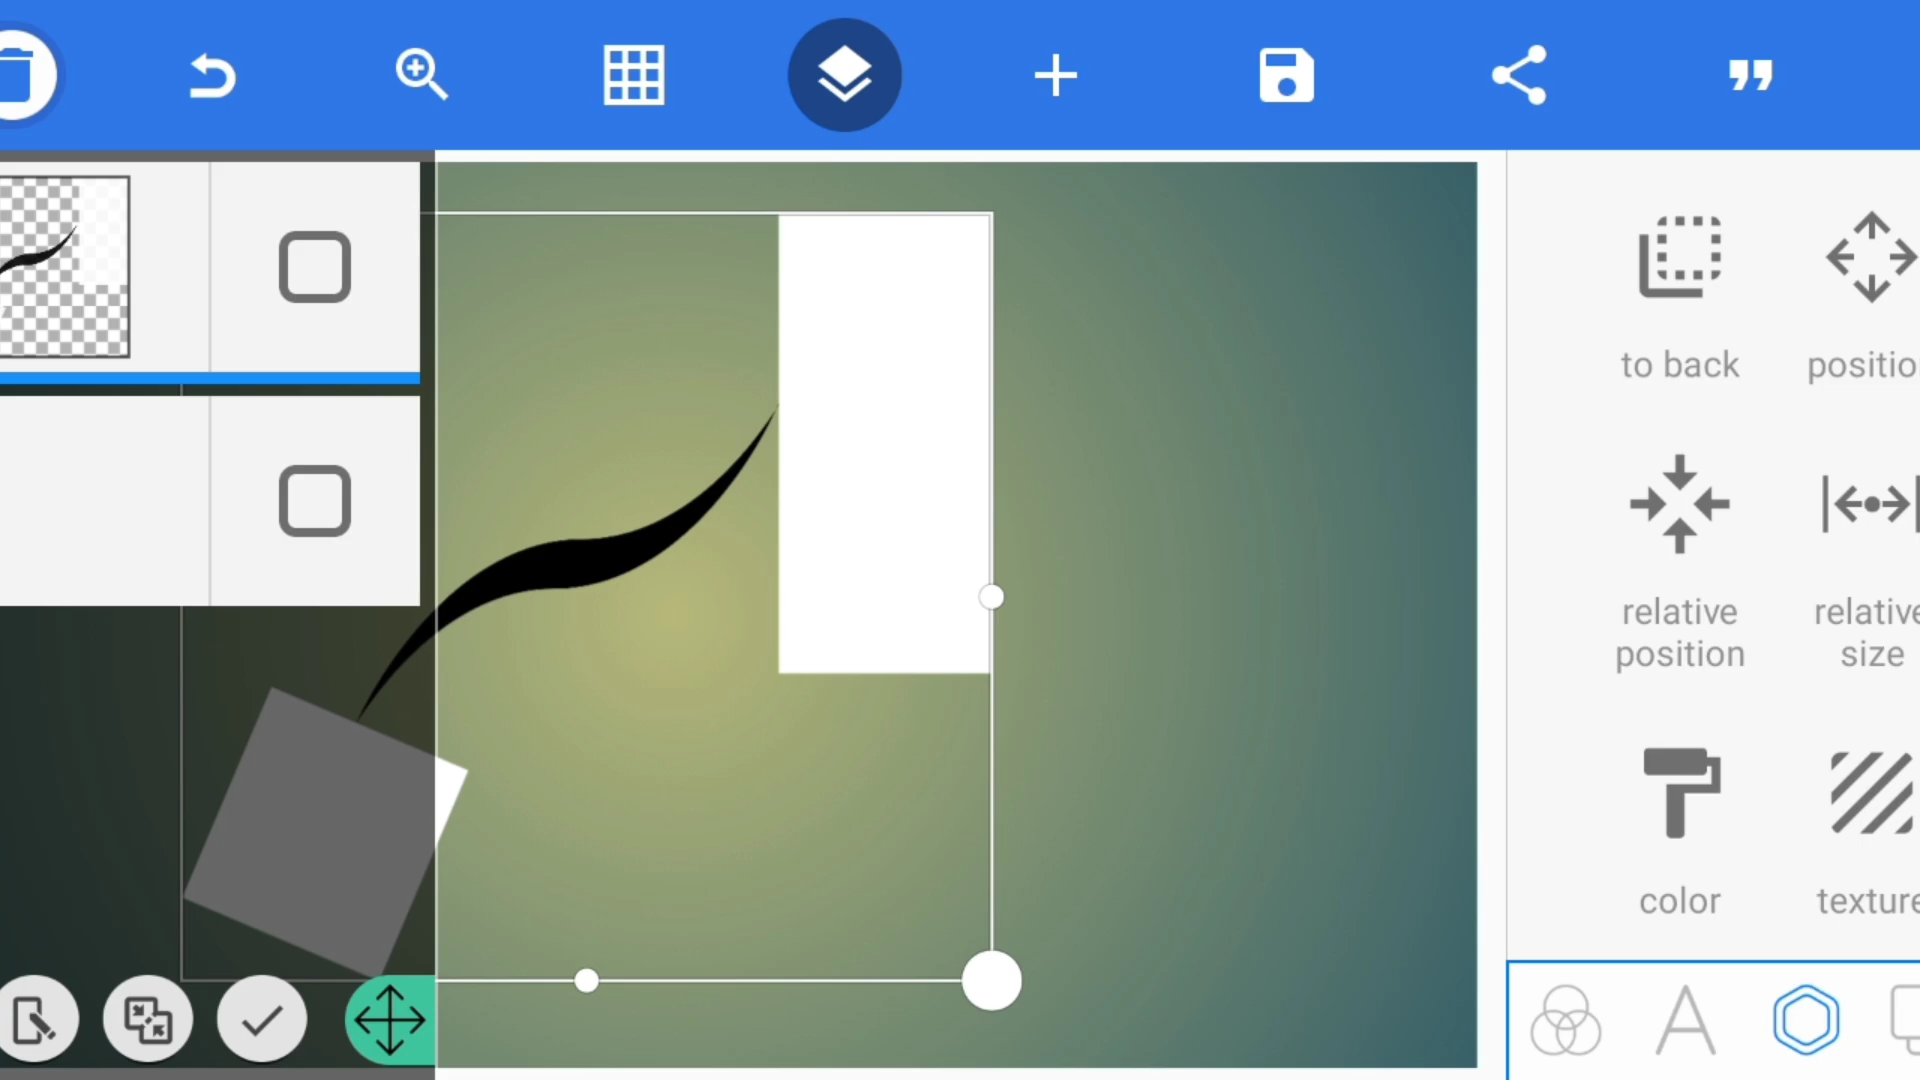 to back
positio
relative
position
relative
size
color
texture